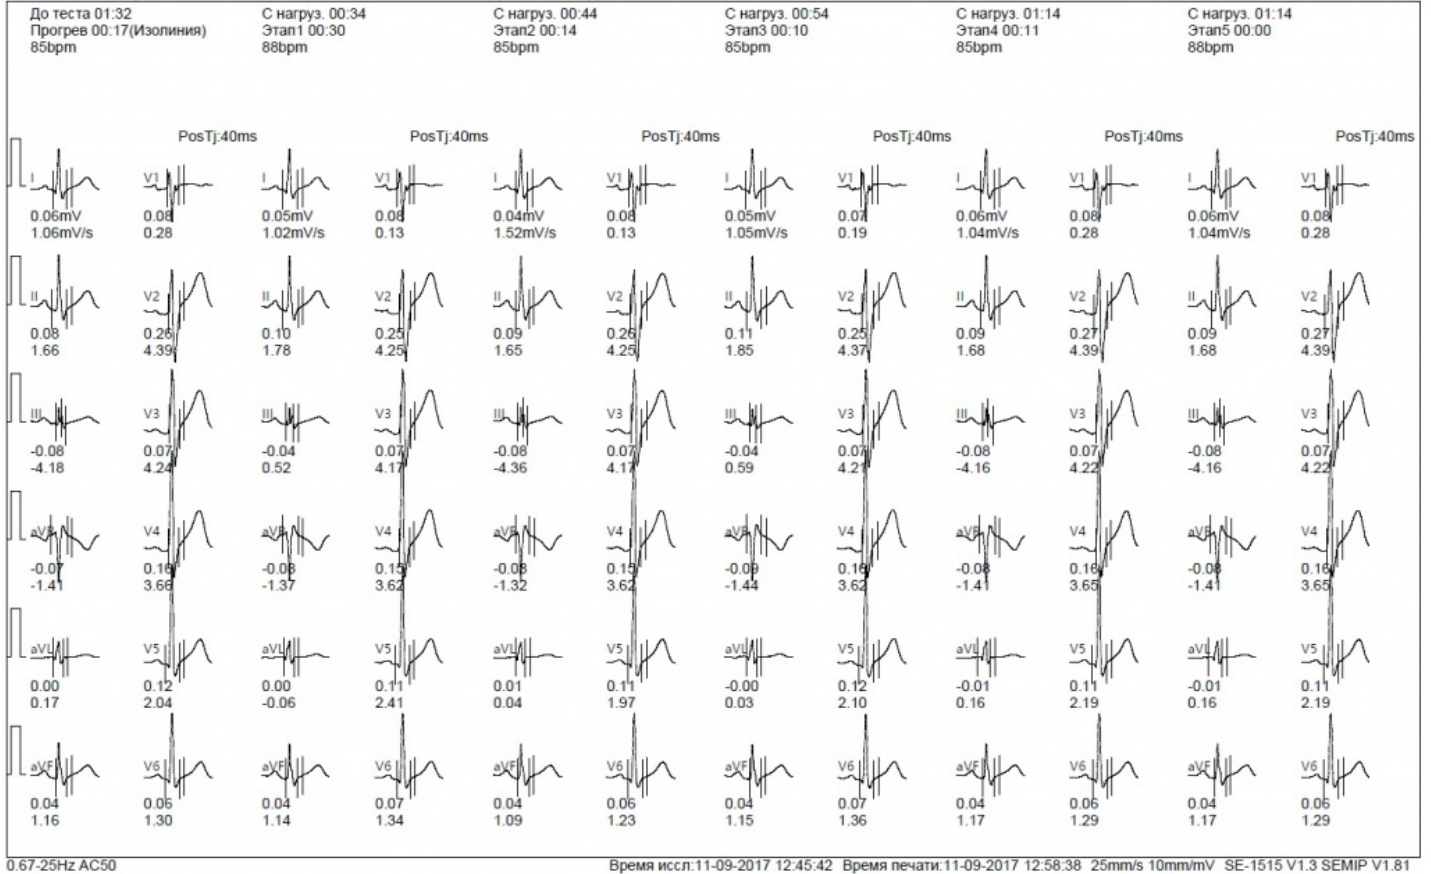 До теста 01:32
Прогрев 00:17(Изолиния)
85bpm
С нагруз. 00:34
Этап1 00:30
88bpm
С нагруз. 00:44
Этап2 00:14
85bpm
С нагруз. 00:54
Этап3 00:10
85bpm
С нагруз. 01:14
Этап4 00:11
85bpm
С нагруз. 01:14
Этап5 00:00
88bpm
PosTj:40ms PosTj:40ms PosTj:40ms PosTj:40ms PosTj:40ms PosTj:40ms
I V1 I V1 I V1 I V1 I V1 I V1
0.06mV 0.08 0.05mV 0.08 0.04mV 0.08 0.05mV 0.07 0.06mV 0.08 0.06mV 0.08
1.06mV/s 0.28 1.02mV/s 0.13 1.52mV/s 0.13 1.05mV/s 0.19 1.04mV/s 0.28 1.04mV/s 0.28
II V2 II V2 II V2 II V2 II V2 II V2
0.08 0.26 0.10 0.25 0.09 0.26 0.11 0.25 0.09 0.27 0.09 0.27
1.66 4.39 1.78 4.25 1.65 4.25 1.85 4.37 1.68 4.39 1.68 4.39
III V3 III V3 III V3 III V3 III V3 III V3
-0.08 0.07 -0.04 0.07 -0.08 0.07 -0.04 0.07 -0.08 0.07 -0.08 0.07
-4.18 4.24 0.52 4.17 -4.36 4.17 0.59 4.21 -4.16 4.22 -4.16 4.22
aVR V4 aVR V4 aVR V4 aVR V4 aVR V4 aVR V4
-0.07 0.16 -0.08 0.15 -0.08 0.15 -0.09 0.16 -0.08 0.16 -0.08 0.16
-1.41 3.66 -1.37 3.62 -1.32 3.62 -1.44 3.62 -1.41 3.65 -1.41 3.65
aVL V5 aVL V5 aVL V5 aVL V5 aVL V5 aVL V5
0.00 0.12 0.00 0.11 0.01 0.11 -0.00 0.12 -0.01 0.11 -0.01 0.11
0.17 2.04 -0.06 2.41 0.04 1.97 0.03 2.10 0.16 2.19 0.16 2.19
aVF V6 aVF V6 aVF V6 aVF V6 aVF V6 aVF V6
0.04 0.06 0.04 0.07 0.04 0.06 0.04 0.07 0.04 0.06 0.04 0.06
1.16 1.30 1.14 1.34 1.09 1.23 1.15 1.36 1.17 1.29 1.17 1.29
0.67-25Hz AC50 Время иссл:11-09-2017 12:45:42 Время печати:11-09-2017 12:58:38 25mm/s 10mm/mV SE-1515 V1.3 SEMIP V1.81